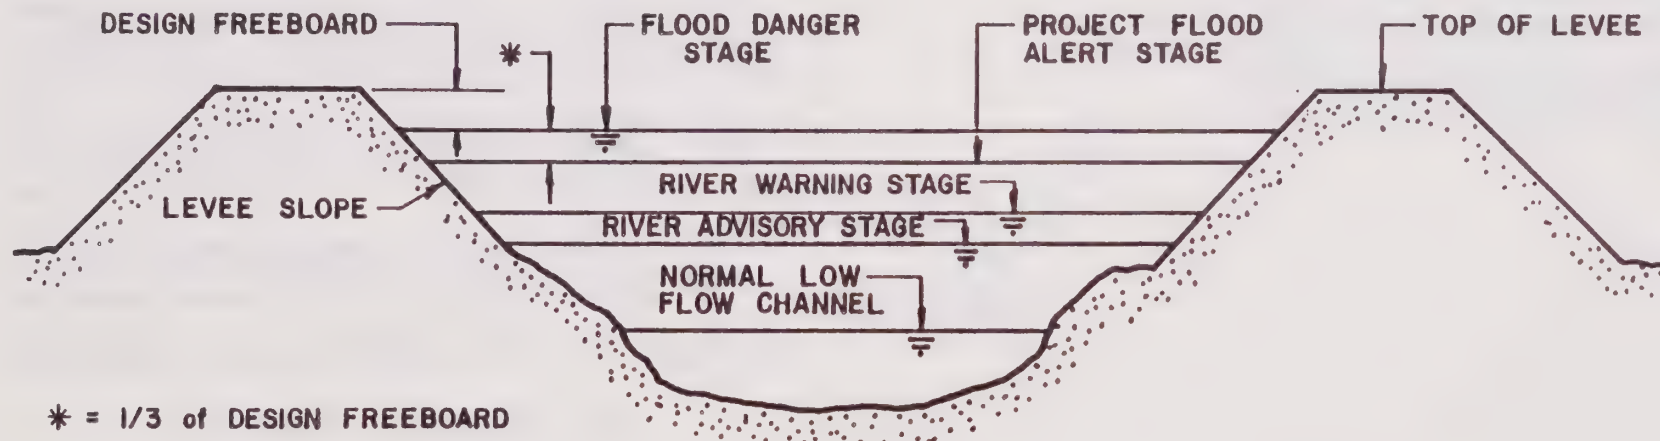 DESIGN FREEBOARD
*
FLOOD DANGER
STAGE
PROJECT FLOOD
ALERT STAGE
TOP OF LEVEE
LEVEE SLOPE
RIVER WARNING STAGE
RIVER ADVISORY STAGE
NORMAL LOW
FLOW CHANNEL
* = 1/3 of DESIGN FREEBOARD